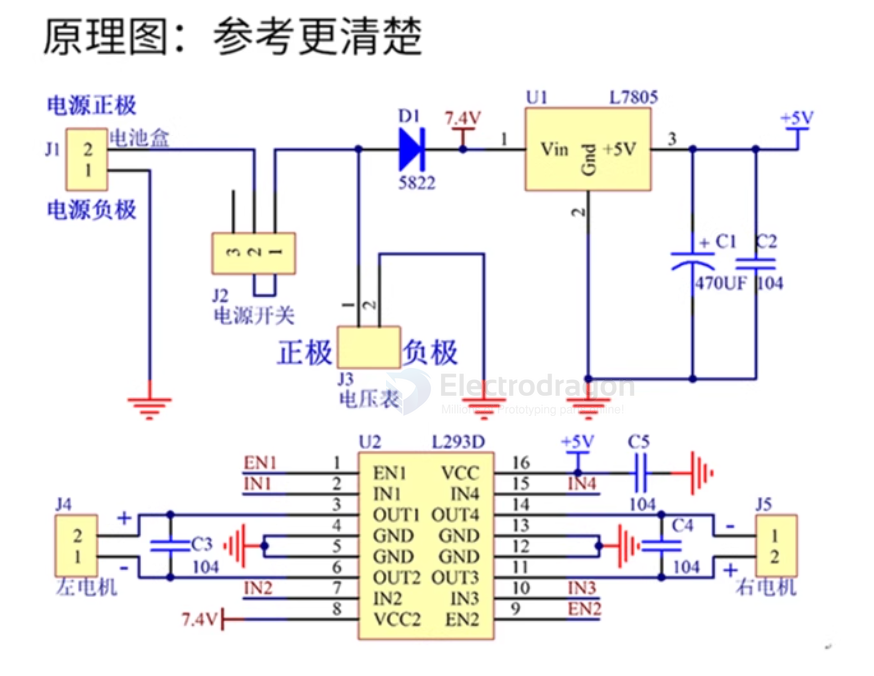 原理图：参考更清楚
电源正极
J1
2
1
电池盒
电源负极
3
2
1
J2
电源开关
D1
5822
7.4V
1
2
正极
负极
J3
电压表
U1
L7805
1
Vin
Gnd
+5V
3
2
+5V
+ C1
470UF
C2
104
Electrodragon
U2
L293D
EN1
1
EN1
VCC
16
+5V
C5
104
IN1
2
IN1
IN4
15
IN4
3
OUT1
OUT4
14
4
GND
GND
13
5
GND
GND
12
6
OUT2
OUT3
11
IN2
7
IN2
IN3
10
IN3
7.4V
8
VCC2
EN2
9
EN2
J4
2
1
+
-
左电机
C3
104
C4
104
J5
1
2
-
+
右电机